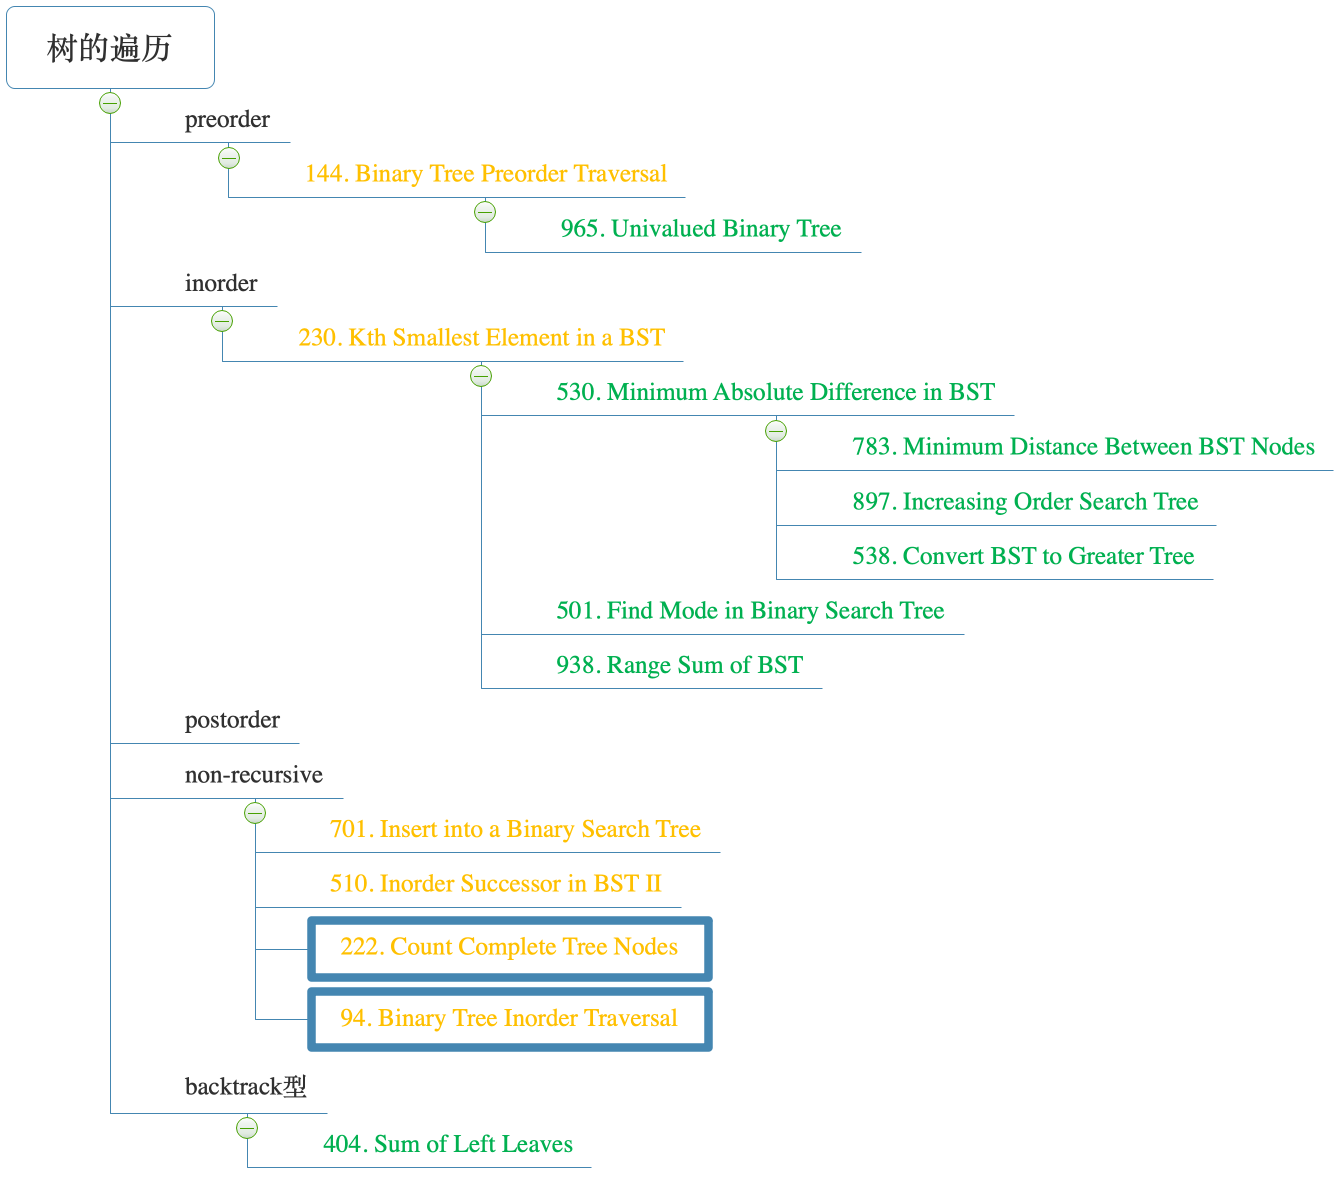 树的遍历
preorder
144. Binary Tree Preorder Traversal
965. Univalued Binary Tree
inorder
230. Kth Smallest Element in a BST
530. Minimum Absolute Difference in BST
783. Minimum Distance Between BST Nodes
897. Increasing Order Search Tree
538. Convert BST to Greater Tree
501. Find Mode in Binary Search Tree
938. Range Sum of BST
postorder
non-recursive
701. Insert into a Binary Search Tree
510. Inorder Successor in BST II
222. Count Complete Tree Nodes
94. Binary Tree Inorder Traversal
backtrack型
404. Sum of Left Leaves